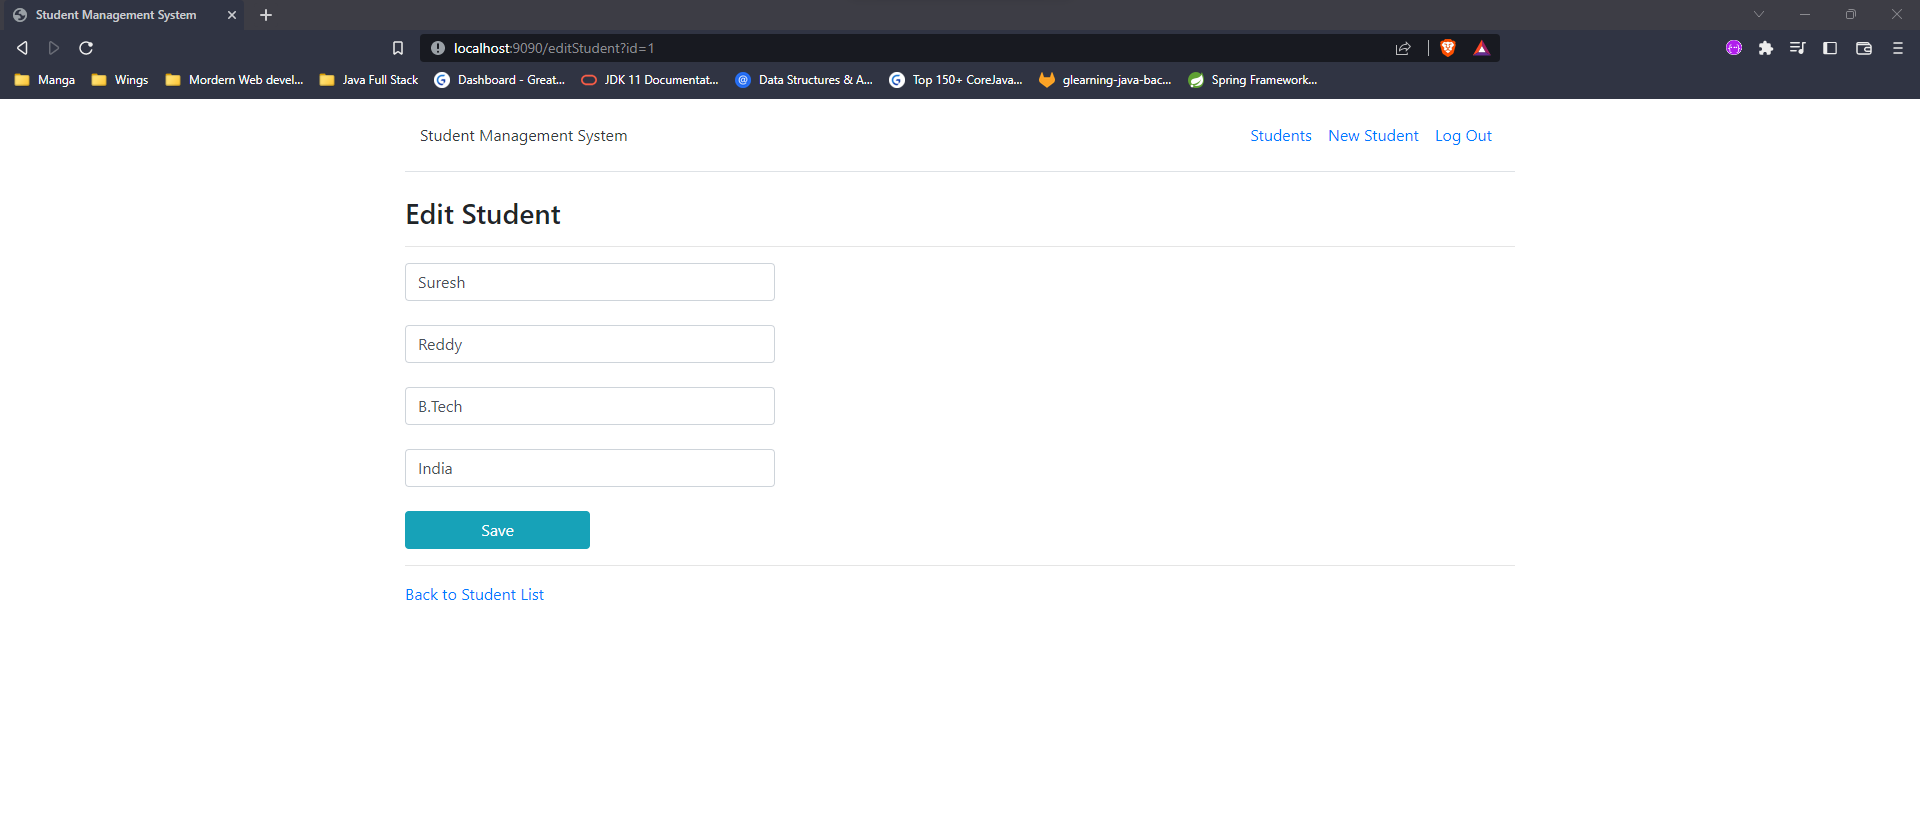 Student Management System
localhost:9090/editStudent?id=1
Manga Wings Mordern Web devel... Java Full Stack Dashboard - Great... JDK 11 Documentat... Data Structures & A... Top 150+ CoreJava... glearning-java-bac... Spring Framework...
Student Management System Students New Student Log Out
Edit Student
Suresh
Reddy
B.Tech
India
Save
Back to Student List